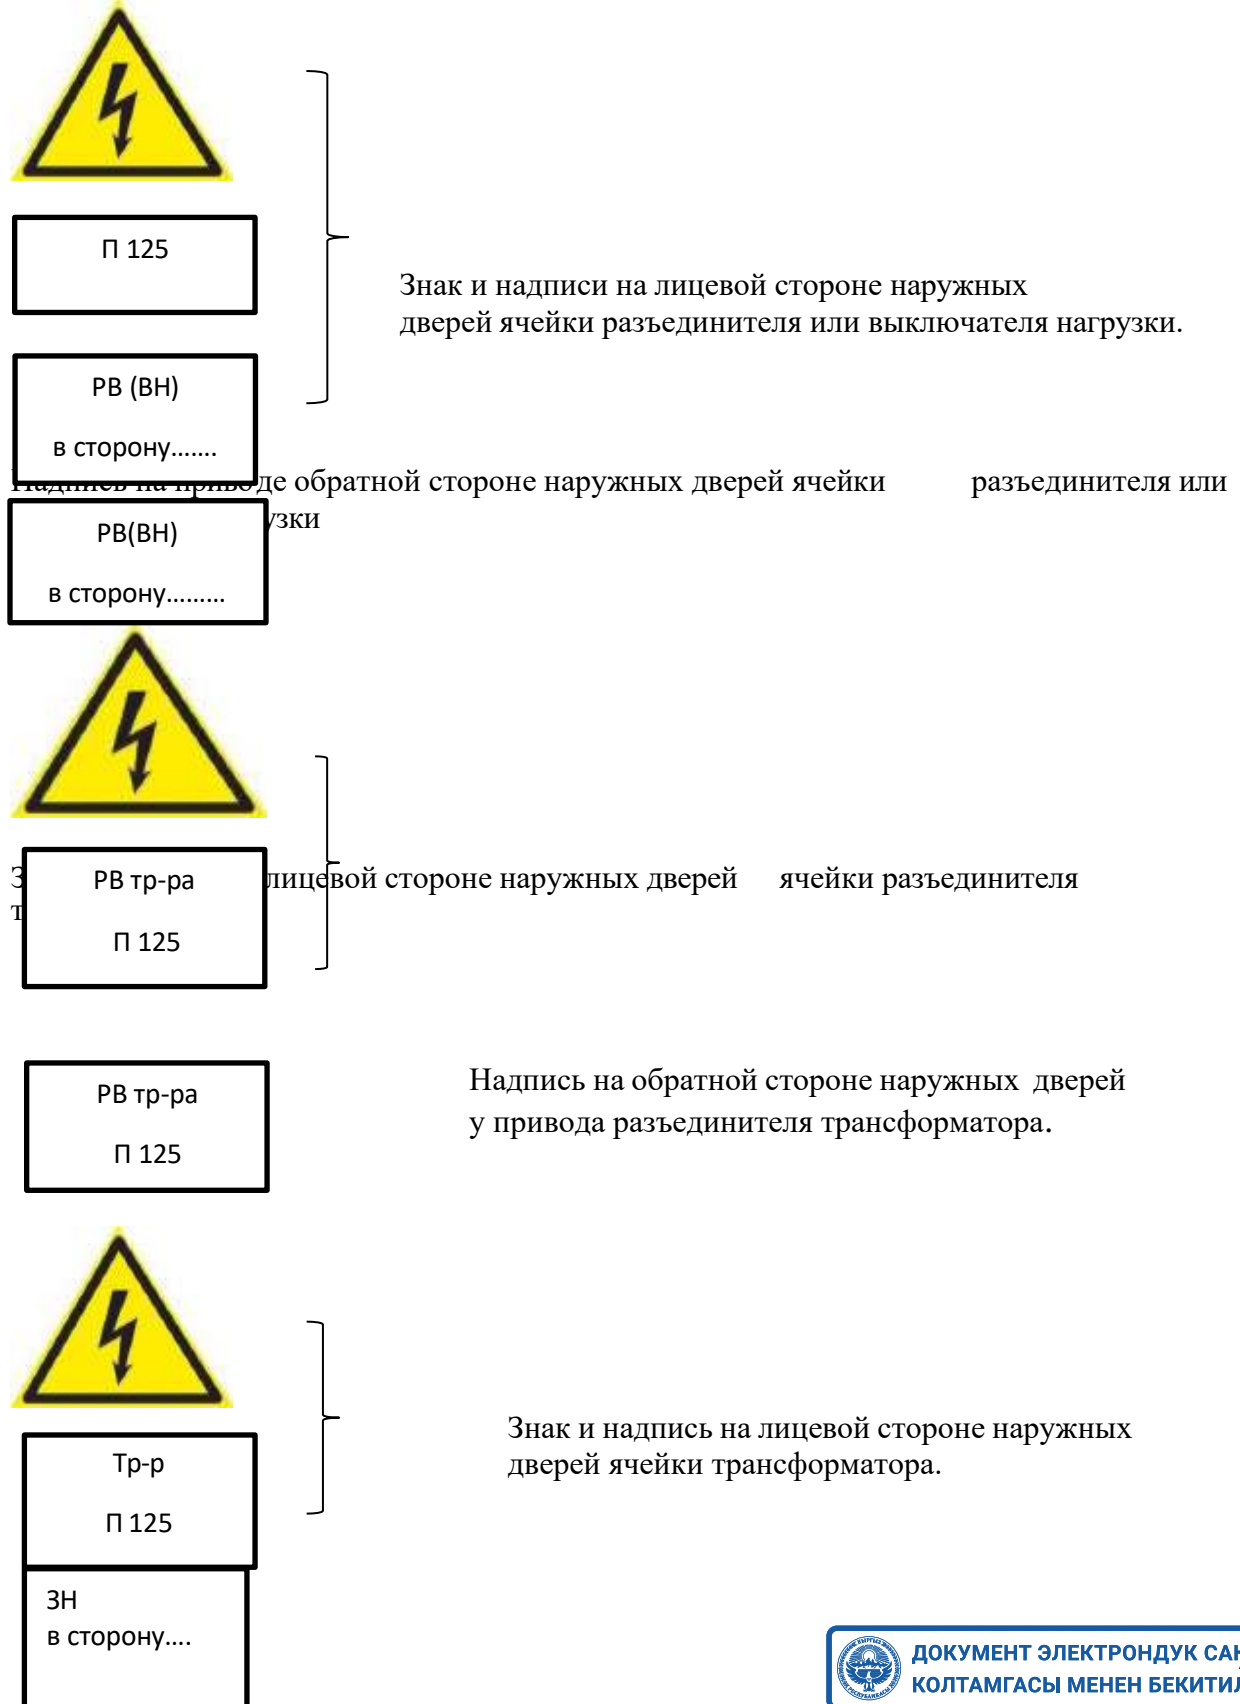 П 125
Знак и надписи на лицевой стороне наружных
дверей ячейки разъединителя или выключателя нагрузки.
РВ (ВН)
в сторону.......
де обратной стороне наружных дверей ячейки разъединителя или
РВ(ВН)
в сторону.........
РВ тр-ра
П 125
лицевой стороне наружных дверей ячейки разъединителя
РВ тр-ра
П 125
Надпись на обратной стороне наружных дверей
у привода разъединителя трансформатора.
Тр-р
П 125
Знак и надпись на лицевой стороне наружных
дверей ячейки трансформатора.
ЗН
в сторону....
ДОКУМЕНТ ЭЛЕКТРОНДУК
КОЛТАМГАСЫ МЕНЕН